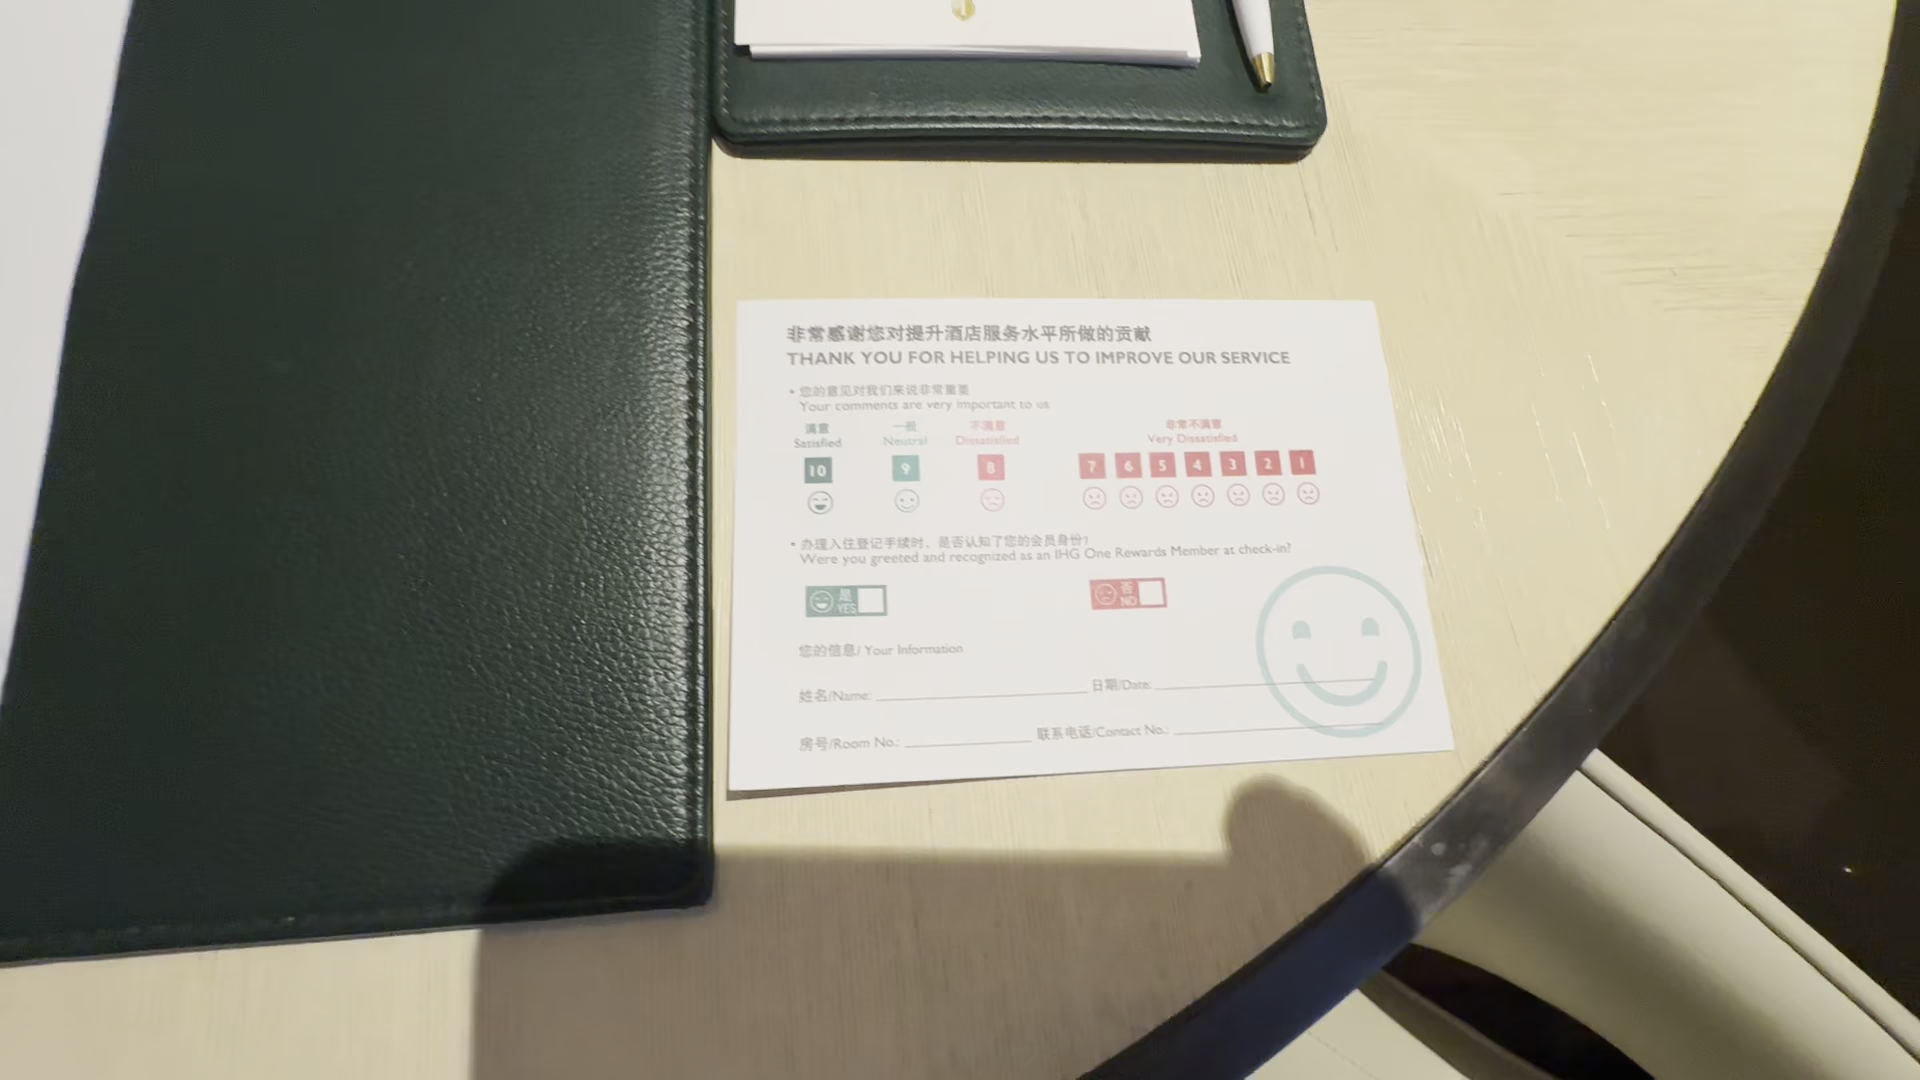 非常感谢您对提升酒店服务水平所做的贡献
THANK YOU FOR HELPING US TO IMPROVE OUR SERVICE
• 您的意见对我们来说非常重要
Your comments are very important to us
满意 一般 不满意 非常不满意
Satisfied Neutral Dissatisfied Very Dissatisfied
10 9 8 7 6 5 4 3 2 1
• 办理入住登记手续时，是否认知了您的会员身份?
Were you greeted and recognized as an IHG One Rewards Member at check-in?
是 否
YES NO
您的信息/ Your Information
姓名/Name: 日期/Date:
房号/Room No.: 联系电话/Contact No.: